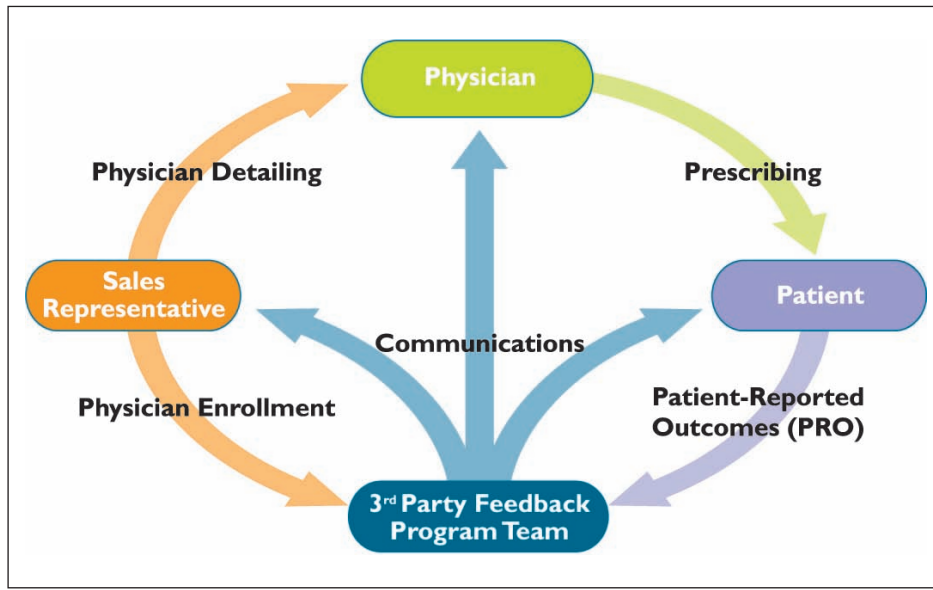 Physician
Physician Detailing
Prescribing
Sales
Representative
Patient
Communications
Physician Enrollment
Patient-Reported
Outcomes (PRO)
3rd Party Feedback
Program Team